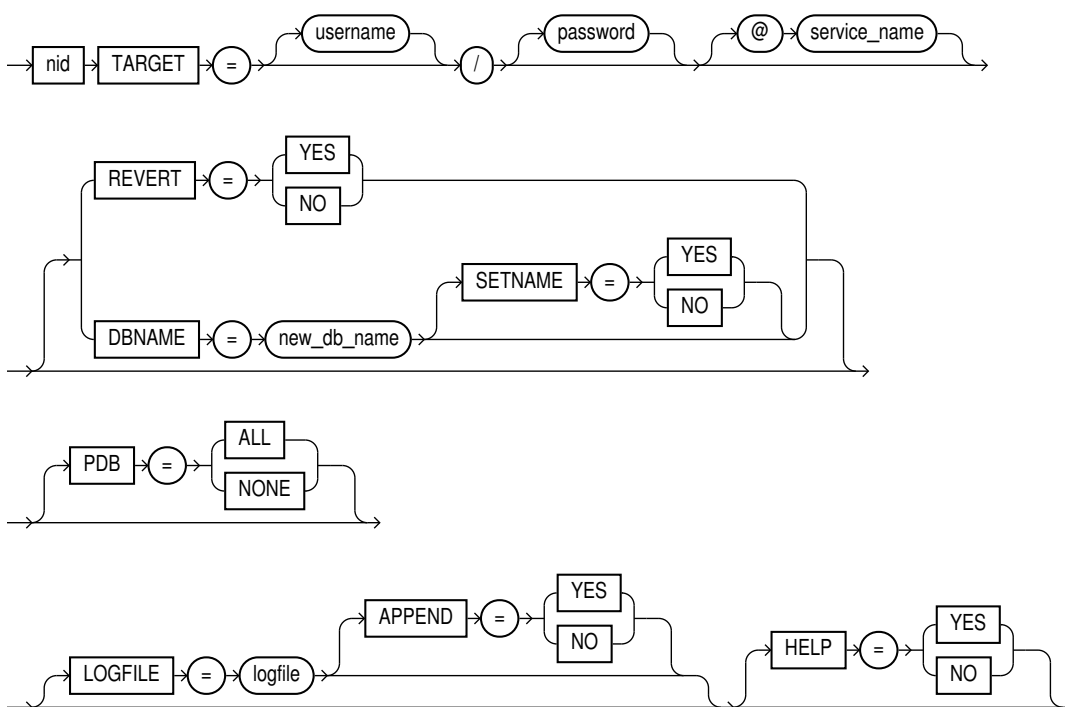 nid TARGET = username / password @ service_name
REVERT = YES
NO
DBNAME = new_db_name SETNAME = YES
NO
PDB = ALL
NONE
LOGFILE = logfile APPEND = YES
NO
HELP = YES
NO